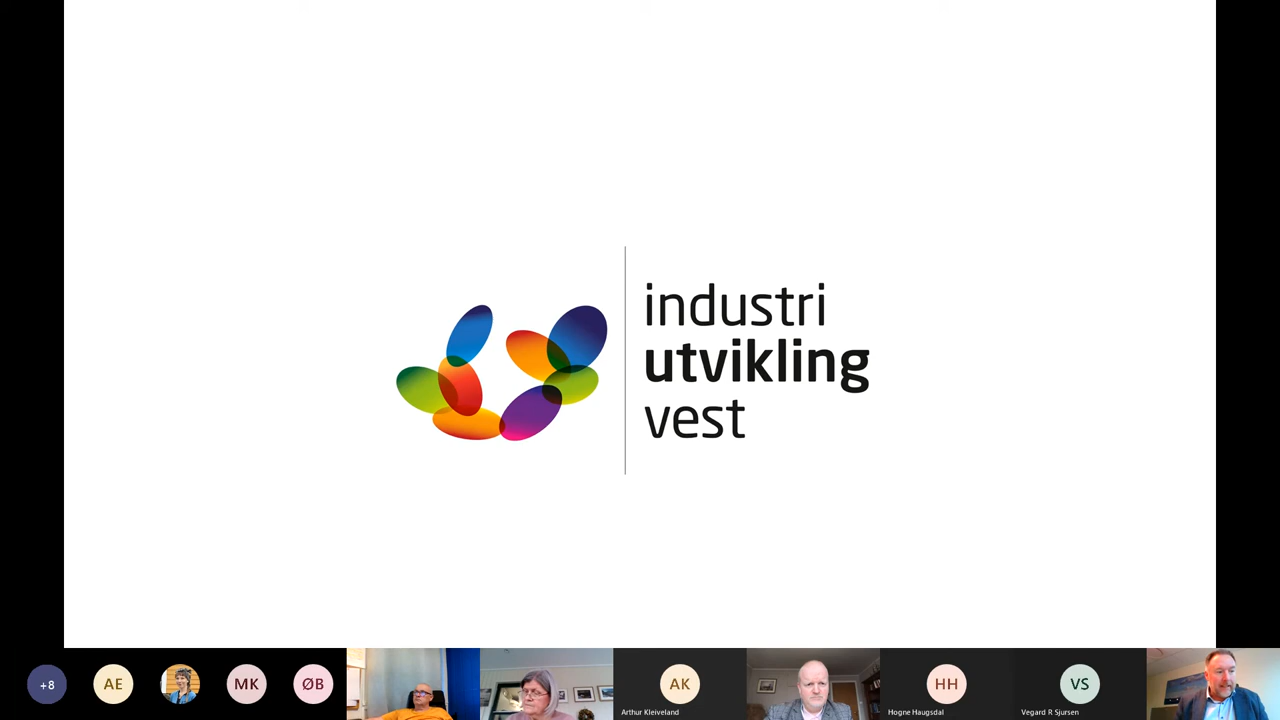 industri
utvikling
vest
+8
AE
MK
ØB
AK
Arthur Kleiveland
HH
Hogne Haugsdal
VS
Vegard R Sjursen